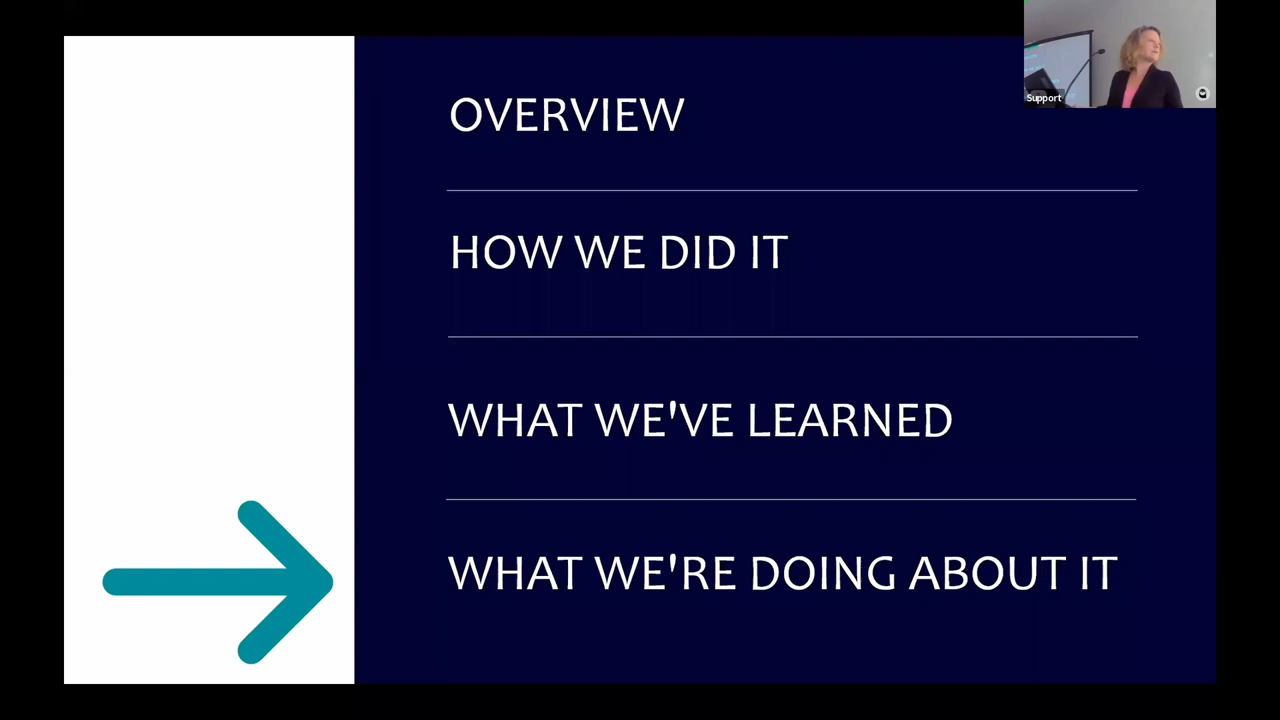 OVERVIEW
HOW WE DID IT
WHAT WE'VE LEARNED
WHAT WE'RE DOING ABOUT IT
Support